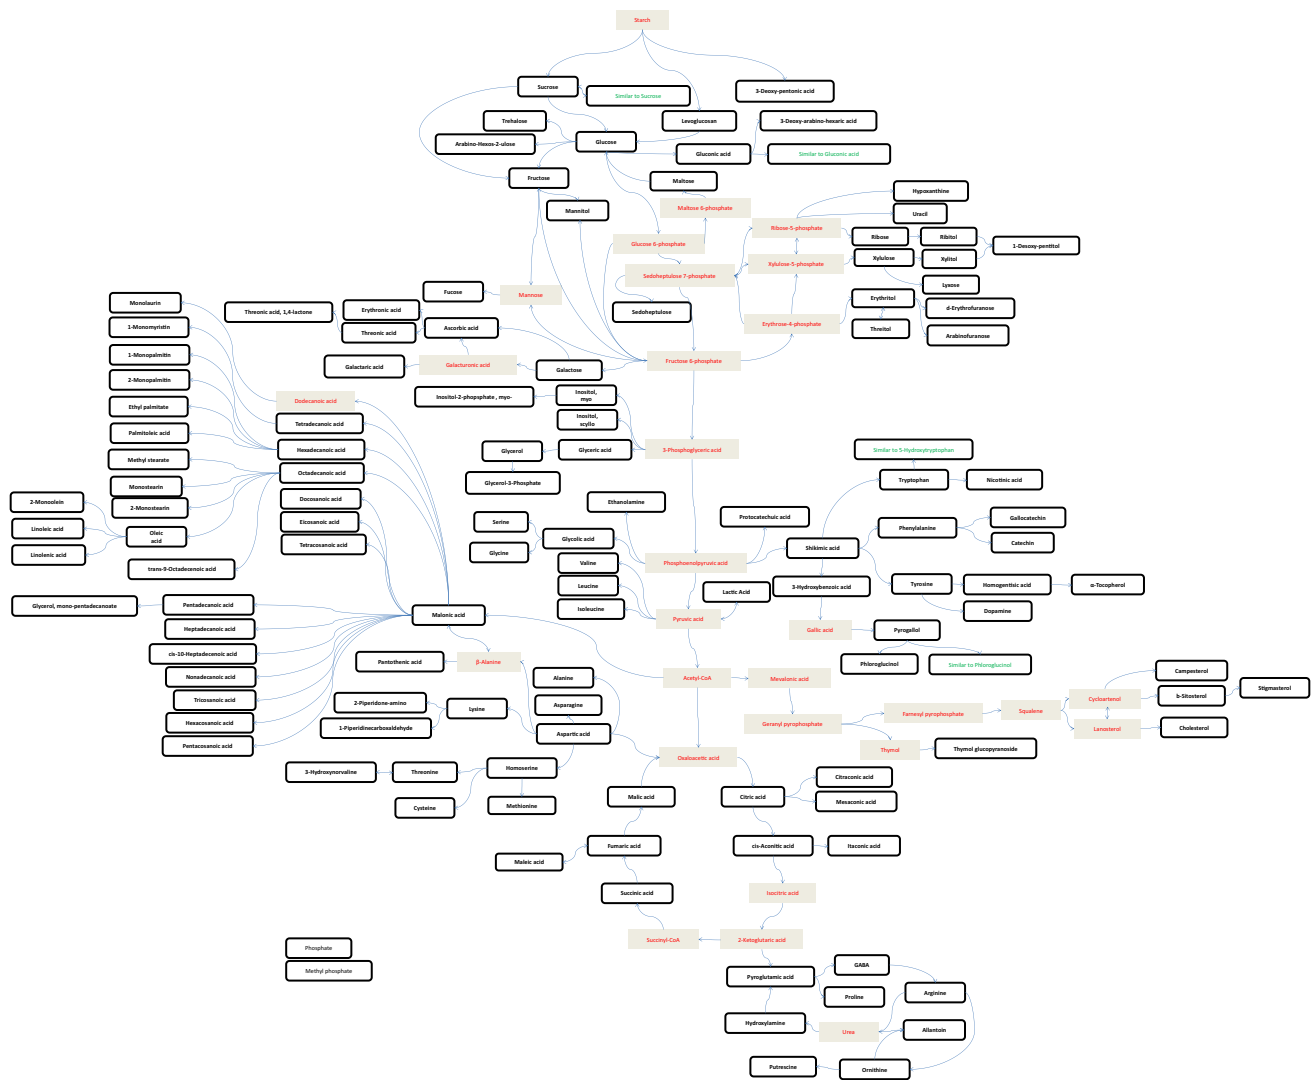 Starch
Sucrose
Similar to Sucrose
3-Deoxy-pentonic acid
Trehalose
Levoglucosan
3-Deoxy-arabino-hexaric acid
Arabino-Hexos-2-ulose
Glucose
Gluconic acid
Similar to Gluconic acid
Fructose
Maltose
Hypoxanthine
Mannitol
Maltose 6-phosphate
Uracil
Ribose-5-phosphate
Ribose
Ribitol
1-Desoxy-pentitol
Glucose 6-phosphate
Xylulose-5-phosphate
Xylulose
Xylitol
Sedoheptulose 7-phosphate
Lyxose
Fucose
Mannose
Erythritol
d-Erythrofuranose
Monolaurin
Threonic acid, 1,4-lactone
Erythronic acid
Sedoheptulose
Erythrose-4-phosphate
Threitol
Arabinofuranose
1-Monomyristin
Threonic acid
Ascorbic acid
1-Monopalmitin
Galactaric acid
Galacturonic acid
Galactose
Fructose 6-phosphate
2-Monopalmitin
Inositol-2-phopsphate , myo-
Inositol,
myo
Ethyl palmitate
Dodecanoic acid
Inositol,
scyllo
Palmitoleic acid
Tetradecanoic acid
Methyl stearate
Hexadecanoic acid
Glycerol
Glyceric acid
3-Phosphoglyceric acid
Similar to 5-Hydroxytryptophan
Monostearin
Octadecanoic acid
Glycerol-3-Phosphate
Tryptophan
Nicotinic acid
2-Monoolein
2-Monostearin
Docosanoic acid
Ethanolamine
Linoleic acid
Oleic
acid
Eicosanoic acid
Serine
Protocatechuic acid
Phenylalanine
Gallocatechin
Linolenic acid
Tetracosanoic acid
Glycine
Glycolic acid
Shikimic acid
Catechin
trans-9-Octadecenoic acid
Valine
Phosphoenolpyruvic acid
Leucine
Lactic Acid
3-Hydroxybenzoic acid
Tyrosine
Homogentisic acid
α-Tocopherol
Glycerol, mono-pentadecanoate
Pentadecanoic acid
Malonic acid
Isoleucine
Pyruvic acid
Dopamine
Heptadecanoic acid
Gallic acid
Pyrogallol
cis-10-Heptadecenoic acid
Pantothenic acid
β-Alanine
Phloroglucinol
Similar to Phloroglucinol
Nonadecanoic acid
Alanine
Acetyl-CoA
Mevalonic acid
Campesterol
Tricosenoic acid
2-Piperidone-amino
Lysine
Asparagine
Cycloartenol
b-Sitosterol
Stigmasterol
Hexacosanoic acid
1-Piperidinecarboxaldehyde
Aspartic acid
Geranyl pyrophosphate
Farnesyl pyrophosphate
Squalene
Lanosterol
Cholesterol
Pentacosanoic acid
Oxaloacetic acid
Thymol
Thymol glucopyranoside
3-Hydroxynorvaline
Threonine
Homoserine
Citraconic acid
Cysteine
Methionine
Malic acid
Citric acid
Mesaconic acid
Maleic acid
Fumaric acid
cis-Aconitic acid
Itaconic acid
Succinic acid
Isocitric acid
Phosphate
Succinyl-CoA
2-Ketoglutaric acid
Methyl phosphate
Pyroglutamic acid
GABA
Proline
Arginine
Hydroxylamine
Urea
Allantoin
Putrescine
Ornithine